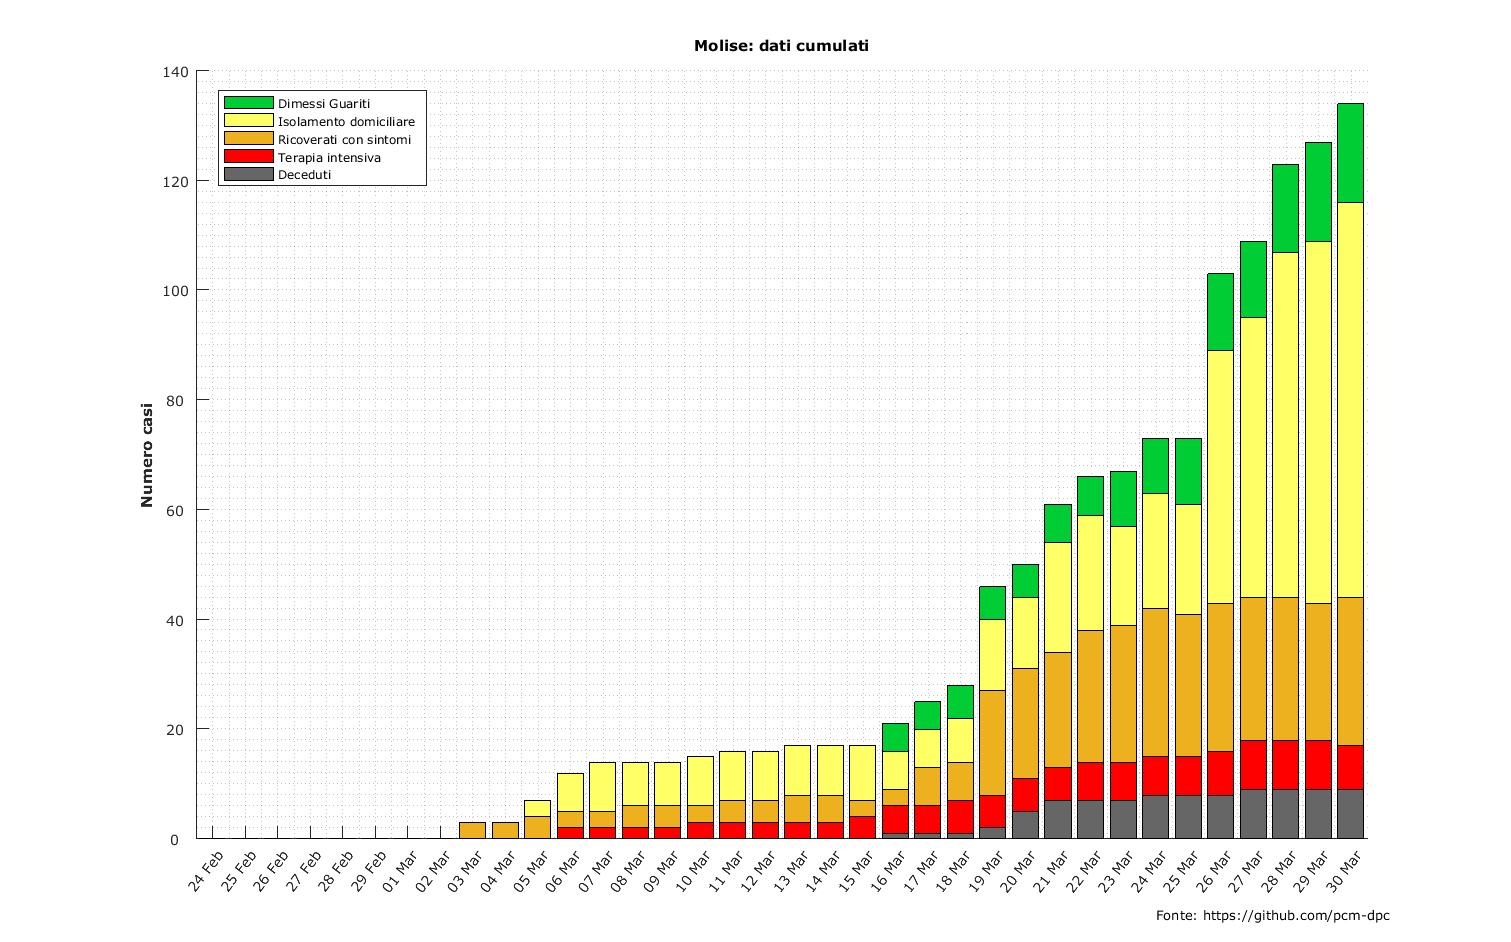 Molise: dati cumulati
140
120
100
80
60
40
20
0
Numero casi
Dimessi Guariti
Isolamento domiciliare
Ricoverati con sintomi
Terapia intensiva
Deceduti
24 Feb
25 Feb
26 Feb
27 Feb
28 Feb
29 Feb
01 Mar
02 Mar
03 Mar
04 Mar
05 Mar
06 Mar
07 Mar
08 Mar
09 Mar
10 Mar
11 Mar
12 Mar
13 Mar
14 Mar
15 Mar
16 Mar
17 Mar
18 Mar
19 Mar
20 Mar
21 Mar
22 Mar
23 Mar
24 Mar
25 Mar
26 Mar
27 Mar
28 Mar
29 Mar
30 Mar
Fonte: https://github.com/pcm-dpc